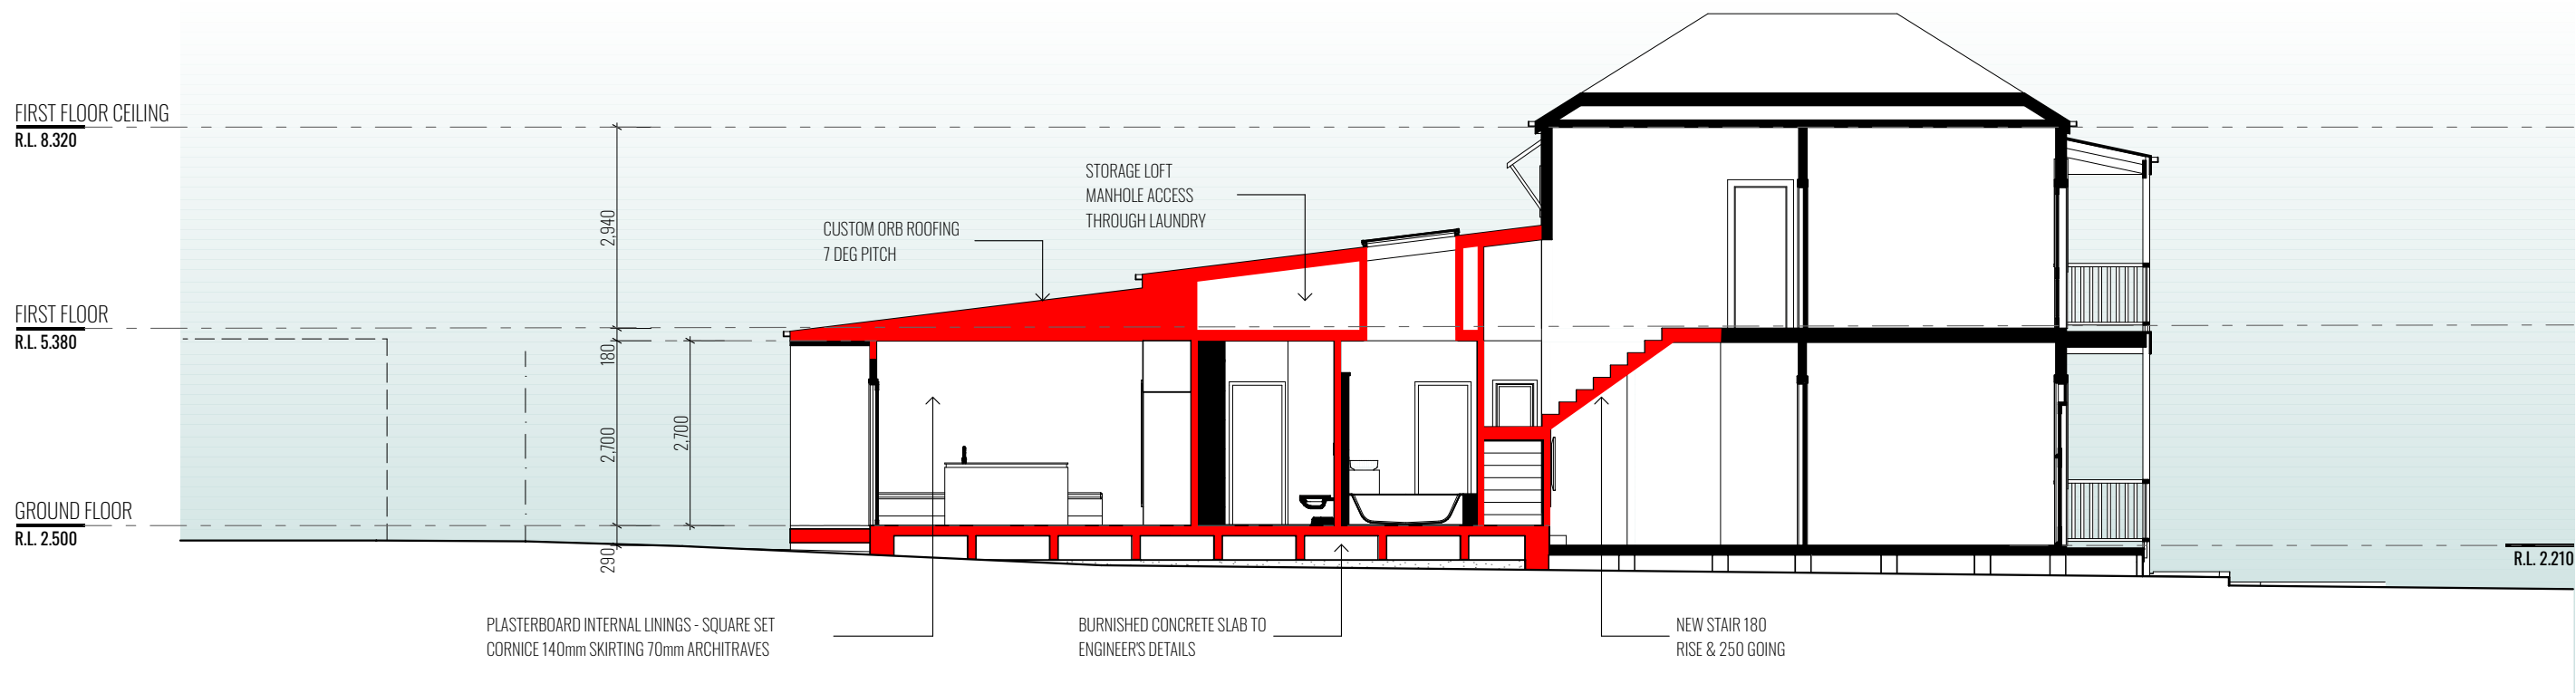 FIRST FLOOR CEILING
R.L. 8.320
STORAGE LOFT
MANHOLE ACCESS
THROUGH LAUNDRY
CUSTOM ORB ROOFING
7 DEG PITCH
2,940
FIRST FLOOR
R.L. 5.380
180
2,700
2,700
GROUND FLOOR
R.L. 2.500
290
R.L. 2.210
PLASTERBOARD INTERNAL LININGS - SQUARE SET
CORNICE 140mm SKIRTING 70mm ARCHITRAVES
BURNISHED CONCRETE SLAB TO
ENGINEER'S DETAILS
NEW STAIR 180
RISE & 250 GOING